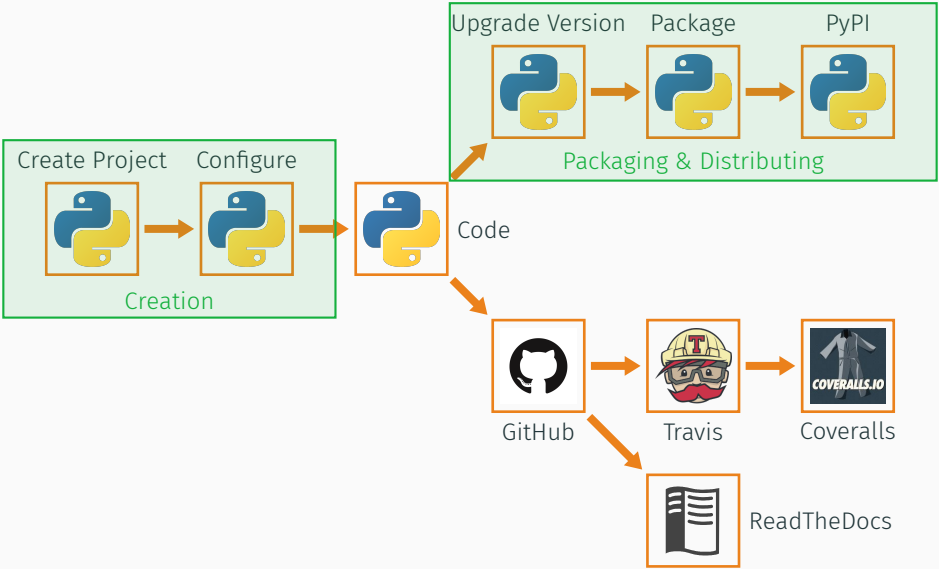 Upgrade Version
Package
PyPI
Packaging & Distributing
Create Project
Configure
Creation
Code
T
COVERALLS.IO
GitHub
Travis
Coveralls
ReadTheDocs